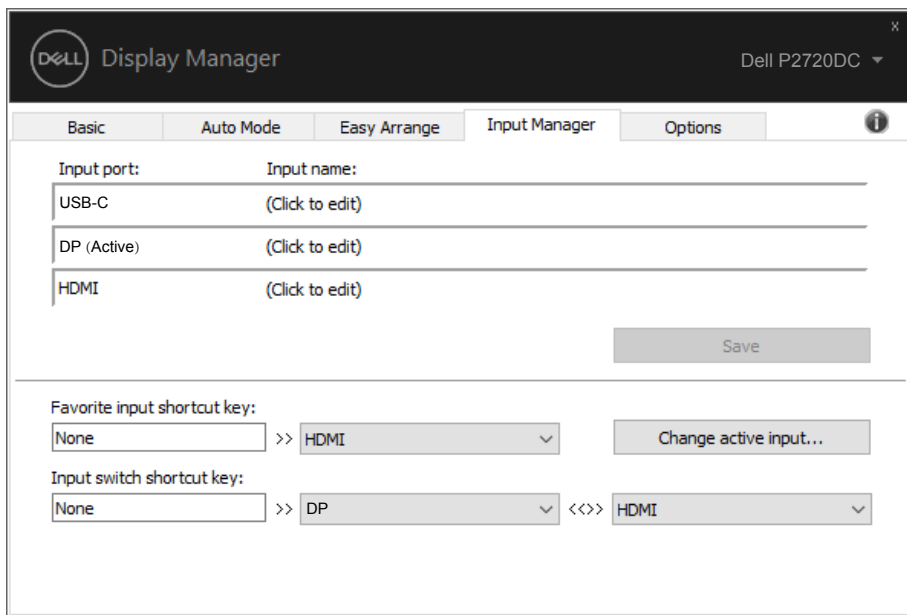 x
DELL Display Manager Dell P2720DC
Basic Auto Mode Easy Arrange Input Manager Options i
Input port: Input name:
USB-C (Click to edit)
DP (Active) (Click to edit)
HDMI (Click to edit)
Save
Favorite input shortcut key:
None >> HDMI Change active input...
Input switch shortcut key:
None >> DP <<>> HDMI